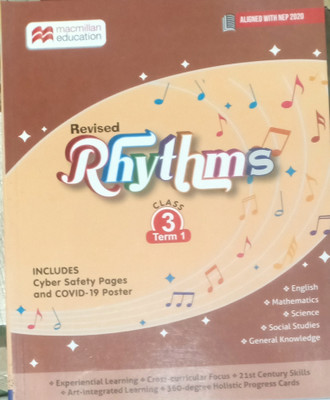 macmillan
education
ALIGNED WITH NEP 2020
Revised
Rhythms
CLASS
3
Term 1
INCLUDES
Cyber Safety Pages
and COVID-19 Poster
English
Mathematics
Science
Social Studies
General Knowledge
Experiential Learning Cross-curricular Focus 21st Century Skills
Art-integrated Learning 360-degree Holistic Progress Cards